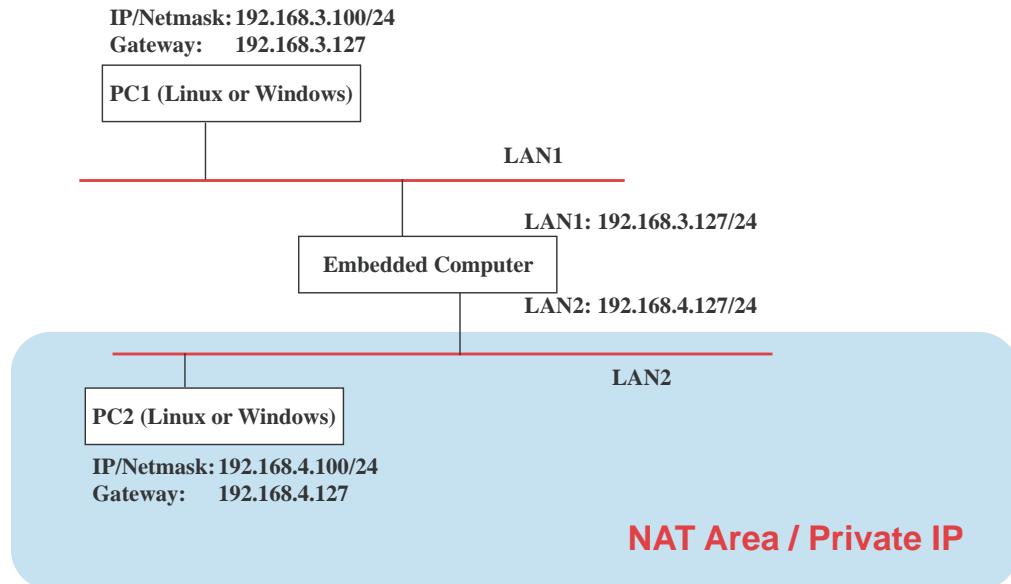 IP/Netmask: 192.168.3.100/24
Gateway: 192.168.3.127
PC1 (Linux or Windows)
LAN1
LAN1: 192.168.3.127/24
Embedded Computer
LAN2: 192.168.4.127/24
LAN2
PC2 (Linux or Windows)
IP/Netmask: 192.168.4.100/24
Gateway: 192.168.4.127
NAT Area / Private IP